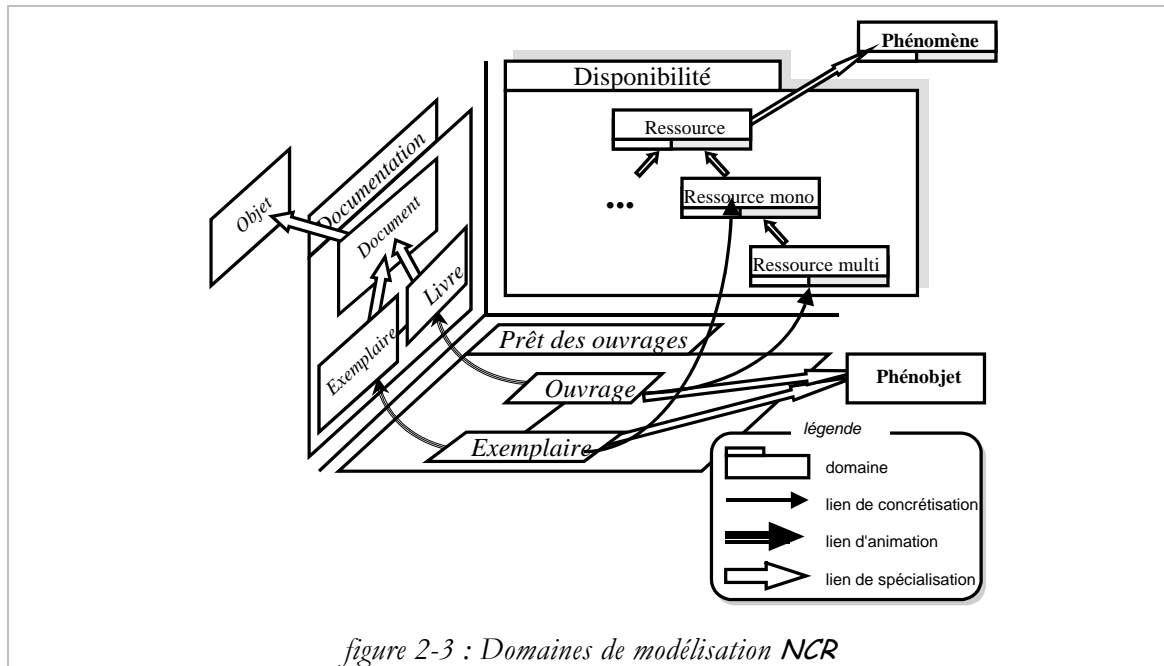 Phénomène
Disponibilité
Ressource
Documentation
Objet
Document
...
Ressource mono
Livre
Ressource multi
Exemplaire
Prêt des ouvrages
Ouvrage
Phénobjet
Exemplaire
légende
domaine
lien de concrétisation
lien d'animation
lien de spécialisation
figure 2-3 : Domaines de modélisation NCR